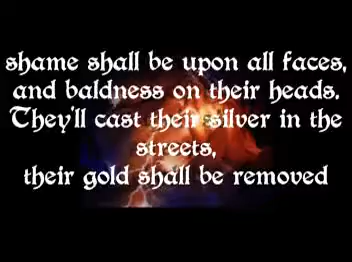 shame shall be upon all faces,
and baldness on their heads.
They'll cast their silver in the
streets,
their gold shall be removed